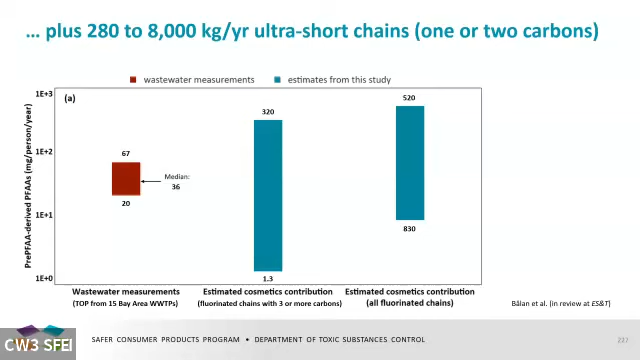 … plus 280 to 8,000 kg/yr ultra-short chains (one or two carbons)
wastewater measurements estimates from this study
PrePFAA-derived PFAAs (mg/person/year)
1E+3
1E+2
1E+1
1E+0
(a)
67
20
Median:
36
320
1.3
520
830
Wastewater measurements
(TOP from 15 Bay Area WWTPs)
Estimated cosmetics contribution
(fluorinated chains with 3 or more carbons)
Estimated cosmetics contribution
(all fluorinated chains)
Bălan et al. (in review at ES&T)
CW3 SFEI
SAFER CONSUMER PRODUCTS PROGRAM • DEPARTMENT OF TOXIC SUBSTANCES CONTROL
237